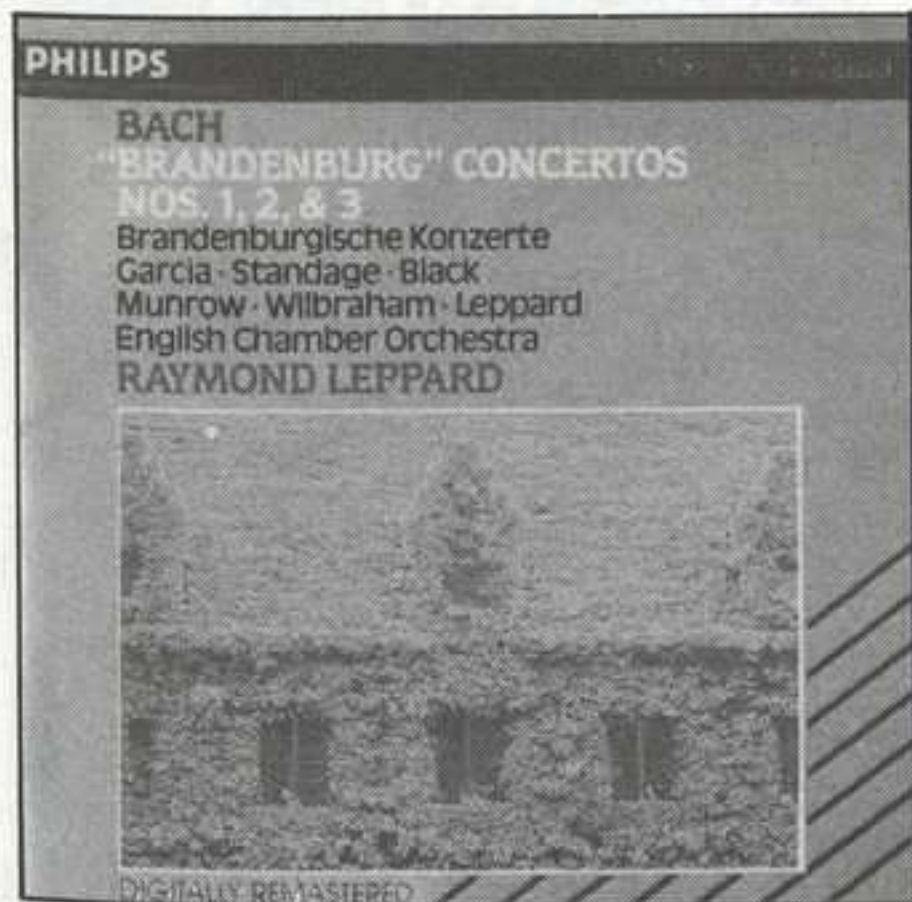 PHILIPS
BACH
"BRANDENBURG" CONCERTOS
NOS. 1, 2, & 3
Brandenburgische Konzerte
Garcia · Standage · Black
Munrow · Wilbraham · Leppard
English Chamber Orchestra
RAYMOND LEPPARD
DIGITALLY REMASTERED